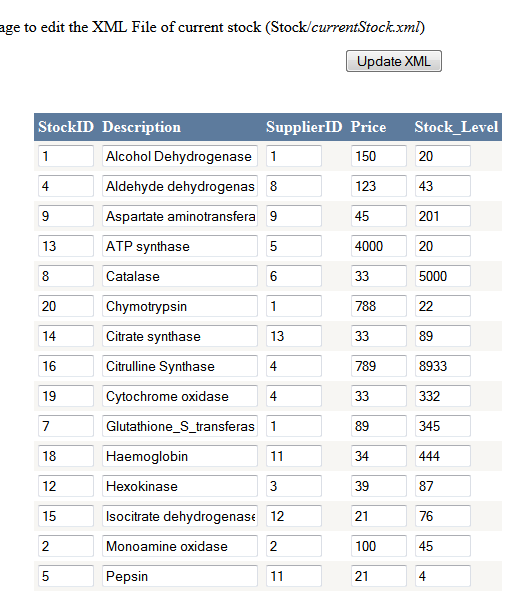 age to edit the XML File of current stock (Stock/currentStock.xml)
Update XML
StockID Description SupplierID Price Stock_Level
1 Alcohol Dehydrogenase 1 150 20
4 Aldehyde dehydrogenas 8 123 43
9 Aspartate aminotransfera 9 45 201
13 ATP synthase 5 4000 20
8 Catalase 6 33 5000
20 Chymotrypsin 1 788 22
14 Citrate synthase 13 33 89
16 Citrulline Synthase 4 789 8933
19 Cytochrome oxidase 4 33 332
7 Glutathione_S_transferas 1 89 345
18 Haemoglobin 11 34 444
12 Hexokinase 3 39 87
15 Isocitrate dehydrogenase 12 21 76
2 Monoamine oxidase 2 100 45
5 Pepsin 11 21 4